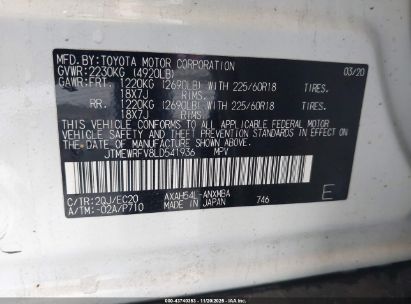 MFD.BY:TOYOTA MOTOR CORPORATION 03/20
GVWR:2230KG (4920LB)
GAWR:FRT. 1220KG (2690LB) WITH 225/60R18 TIRES.
18X7J RIMS.
RR. 1220KG (2690LB) WITH 225/60R18 TIRES.
18X7J RIMS.
THIS VEHICLE CONFORMS TO ALL APPLICABLE
FEDERAL MOTOR VEHICLE SAFETY STANDARDS IN EFFECT
ON THE DATE OF MANUFACTURE SHOWN ABOVE.
JTMEWRFV8LD541936 MPV
C/TR:2QJ/EC20 AXAH54L-ANXMBA
A/TM:-02A/P710 MADE IN JAPAN 746 E